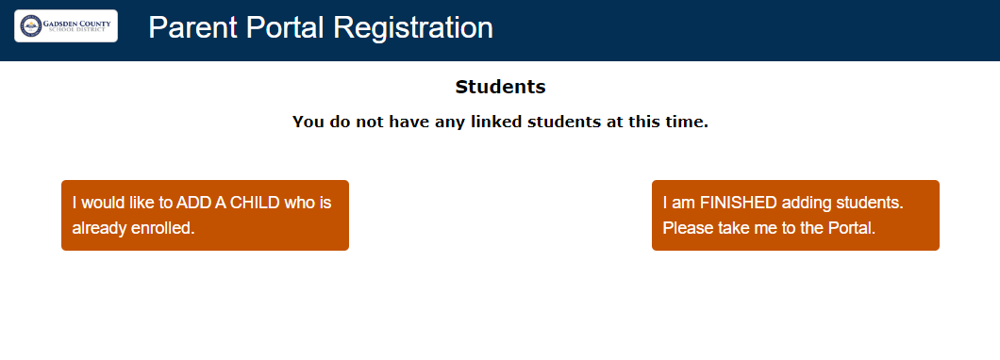 GADSDEN COUNTY
SCHOOL DISTRICT
Parent Portal Registration
Students
You do not have any linked students at this time.
I would like to ADD A CHILD who is
already enrolled.
I am FINISHED adding students.
Please take me to the Portal.